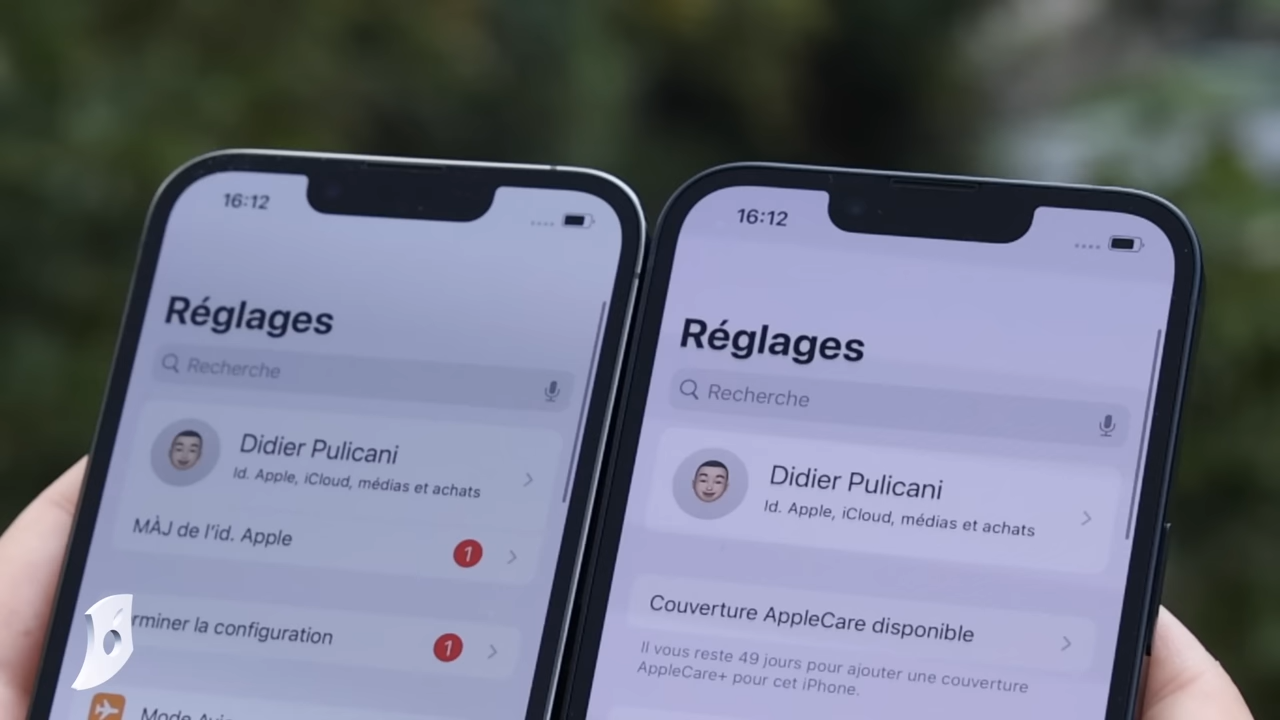 16:12
Réglages
Recherche
Didier Pulicani
Id. Apple, iCloud, médias et achats
MÀJ de l'id. Apple
1
rminer la configuration
1
Mode
16:12
Réglages
Recherche
Didier Pulicani
Id. Apple, iCloud, médias et achats
Couverture AppleCare disponible
Il vous reste 49 jours pour ajouter une couverture
AppleCare+ pour cet iPhone.